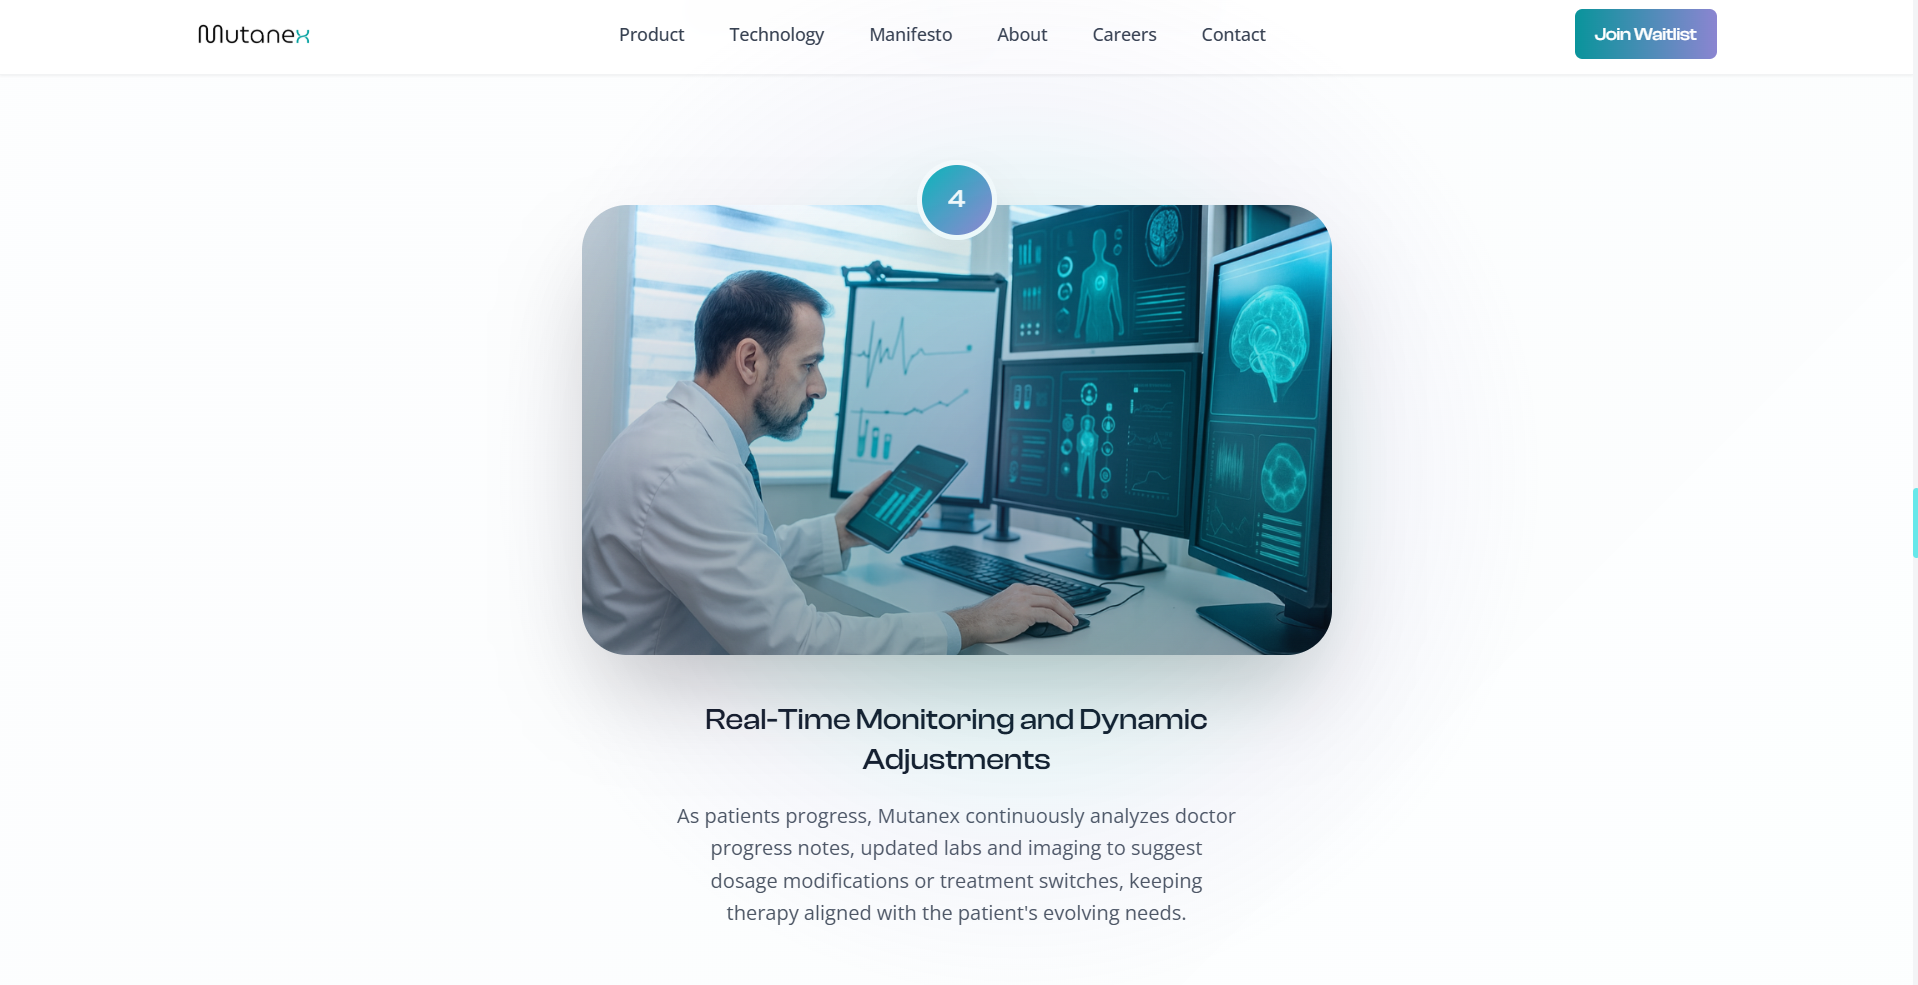 Mutanex
Product
Technology
Manifesto
About
Careers
Contact
Join Waitlist
4
Real-Time Monitoring and Dynamic
Adjustments
As patients progress, Mutanex continuously analyzes doctor
progress notes, updated labs and imaging to suggest
dosage modifications or treatment switches, keeping
therapy aligned with the patient's evolving needs.